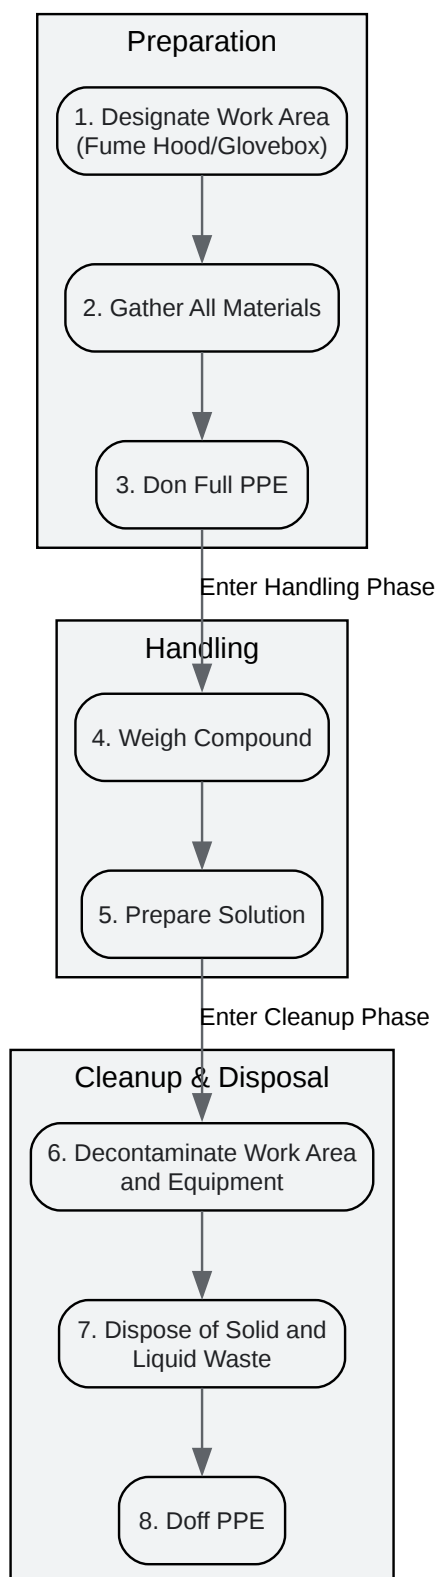 Preparation
1. Designate Work Area
(Fume Hood/Glovebox)
2. Gather All Materials
3. Don Full PPE
Enter Handling Phase
Handling
4. Weigh Compound
5. Prepare Solution
Enter Cleanup Phase
Cleanup & Disposal
6. Decontaminate Work Area
and Equipment
7. Dispose of Solid and
Liquid Waste
8. Doff PPE